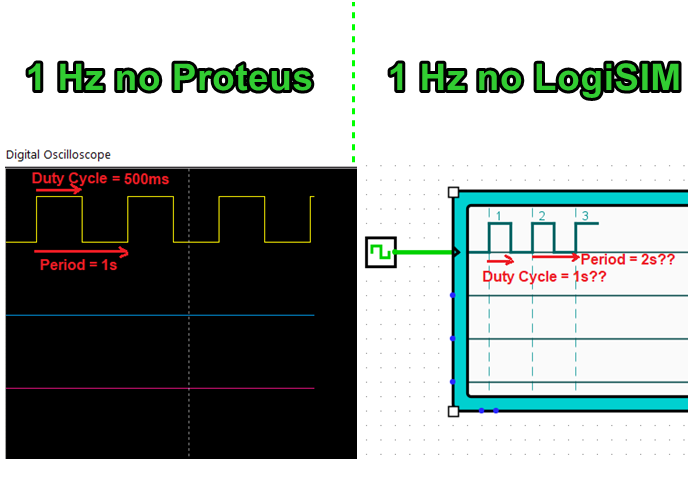 1 Hz no Proteus
1 Hz no LogiSIM
Digital Oscilloscope
Duty Cycle = 500ms
Period = 1s
1 2 3
Period = 2s??
Duty Cycle = 1s??